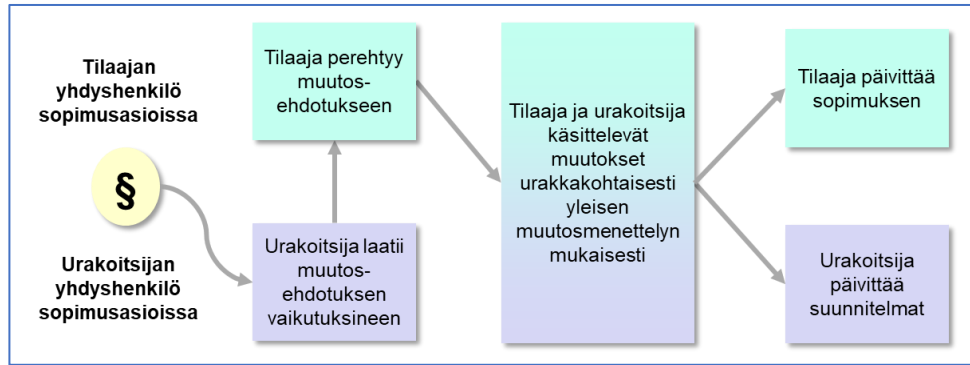 Tilaajan
yhdyshenkilö
sopimusasioissa
§
Urakoitsijan
yhdyshenkilö
sopimusasioissa
Tilaaja perehtyy
muutos-
ehdotukseen
Urakoitsija laatii
muutos-
ehdotuksen
vaikutuksineen
Tilaaja ja urakoitsija
käsittelevät
muutokset
urakkakohtaisesti
yleisen
muutosmenettelyn
mukaisesti
Tilaaja päivittää
sopimuksen
Urakoitsija
päivittää
suunnitelmat